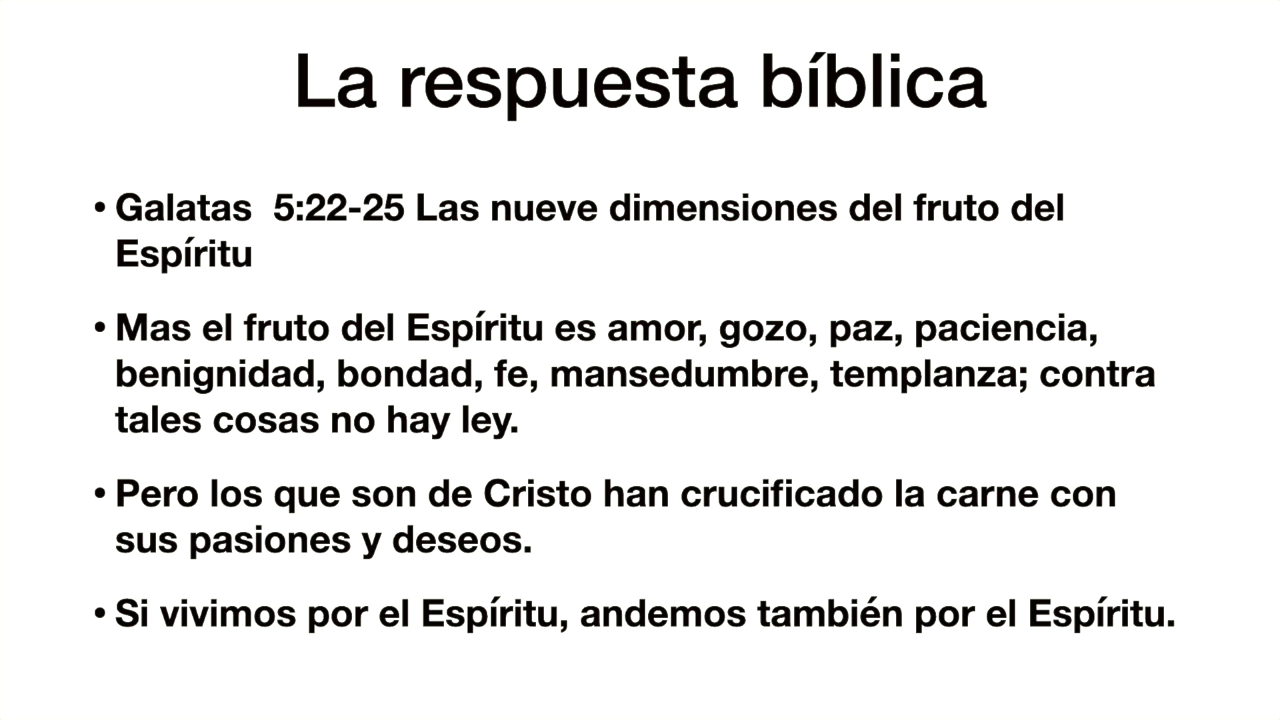 La respuesta bíblica
• Galatas  5:22-25 Las nueve dimensiones del fruto del
Espíritu
• Mas el fruto del Espíritu es amor, gozo, paz, paciencia,
benignidad, bondad, fe, mansedumbre, templanza; contra
tales cosas no hay ley.
• Pero los que son de Cristo han crucificado la carne con
sus pasiones y deseos.
• Si vivimos por el Espíritu, andemos también por el Espíritu.